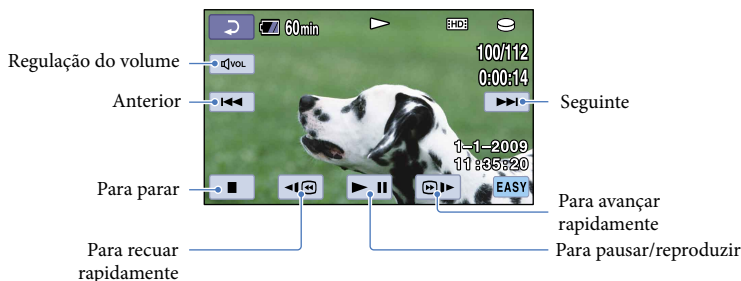 60min
HD
100/112
Regulação do volume
VOL
0:00:14
Anterior
Seguinte
1-1-2009
11:35:20
Para parar
EASY
Para avançar
rapidamente
Para recuar
rapidamente
Para pausar/reproduzir